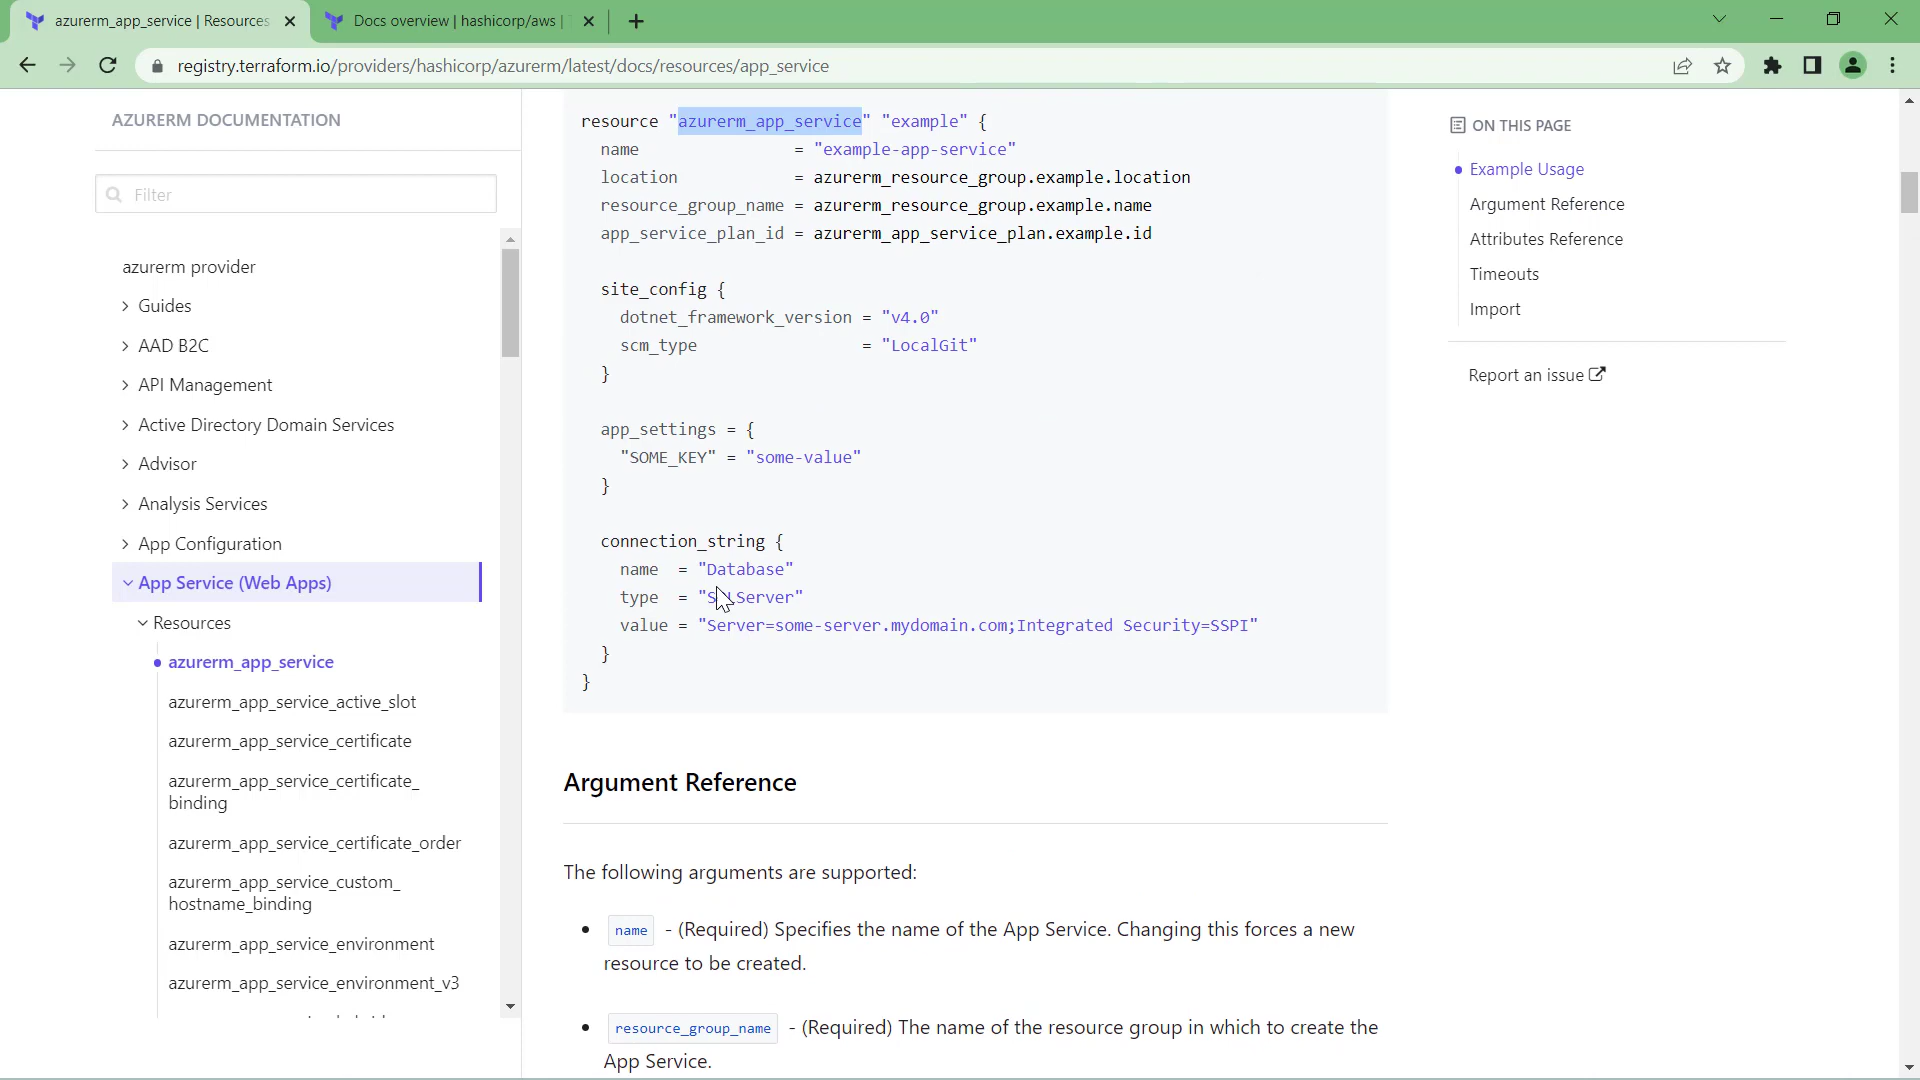 azurerm_app_service | Resources
Docs overview | hashicorp/aws |
registry.terraform.io/providers/hashicorp/azurerm/latest/docs/resources/app_service
AZURERM DOCUMENTATION
Filter
azurerm provider
Guides
AAD B2C
API Management
Active Directory Domain Services
Advisor
Analysis Services
App Configuration
App Service (Web Apps)
Resources
azurerm_app_service
azurerm_app_service_active_slot
azurerm_app_service_certificate
azurerm_app_service_certificate_
binding
azurerm_app_service_certificate_order
azurerm_app_service_custom_
hostname_binding
azurerm_app_service_environment
azurerm_app_service_environment_v3
resource "azurerm_app_service" "example" {
name = "example-app-service"
location = azurerm_resource_group.example.location
resource_group_name = azurerm_resource_group.example.name
app_service_plan_id = azurerm_app_service_plan.example.id
site_config {
dotnet_framework_version = "v4.0"
scm_type = "LocalGit"
}
app_settings = {
"SOME_KEY" = "some-value"
}
connection_string {
name = "Database"
type = "SQLServer"
value = "Server=some-server.mydomain.com;Integrated Security=SSPI"
}
}
Argument Reference
The following arguments are supported:
• name - (Required) Specifies the name of the App Service. Changing this forces a new
resource to be created.
• resource_group_name - (Required) The name of the resource group in which to create the
App Service.
ON THIS PAGE
Example Usage
Argument Reference
Attributes Reference
Timeouts
Import
Report an issue